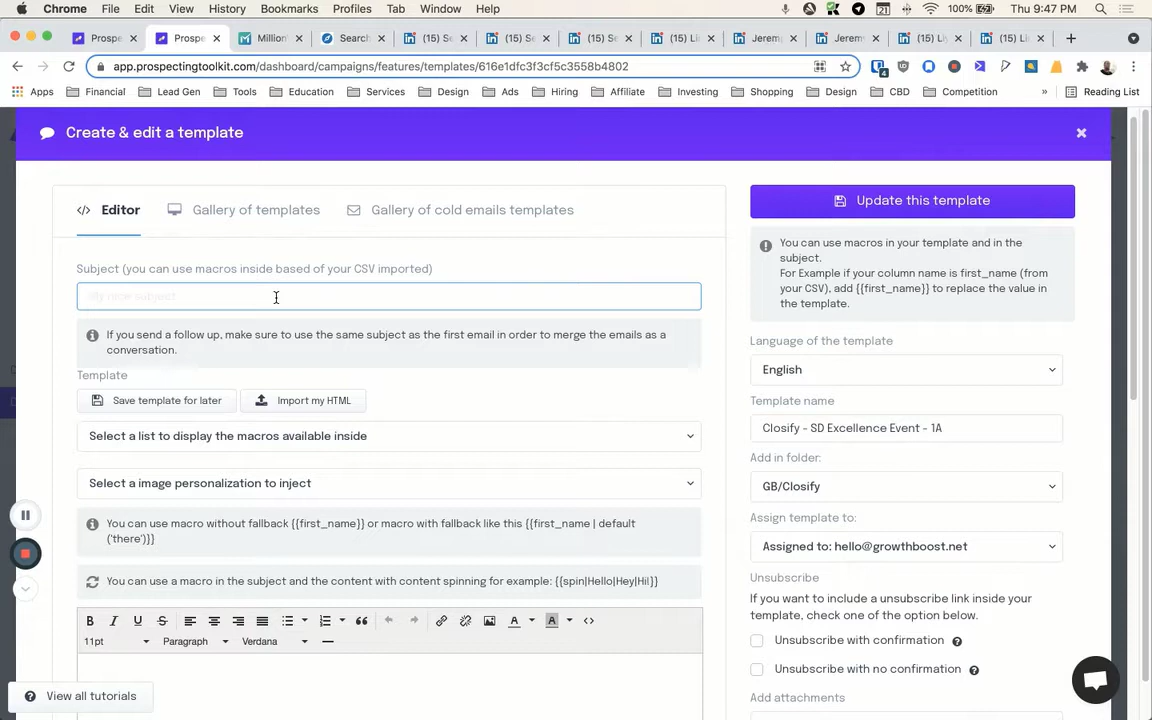 Chrome File Edit View History Bookmarks Profiles Tab Window Help 21 100% Thu 9:47 PM
Prospe × Prospe × Million × Search × (15) Se × (15) Se × (15) Se × (15) Li × Jerem × Jerem × (15) Li × (15) Li × +
app.prospectingtoolkit.com/dashboard/campaigns/features/templates/616e1dfc3f3cf5c3558b4802
Apps Financial Lead Gen Tools Education Services Design Ads Hiring Affiliate Investing Shopping Design CBD Competition » Reading List
Create & edit a template ×
</> Editor Gallery of templates Gallery of cold emails templates
Update this template
You can use macros in your template and in the
subject.
For Example if your column name is first_name (from
your CSV), add {{first_name}} to replace the value in
the template.
Subject (you can use macros inside based of your CSV imported)
My new subject
If you send a follow up, make sure to use the same subject as the first email in order to merge the emails as a
conversation.
Template
Save template for later Import my HTML
Select a list to display the macros available inside
Select a image personalization to inject
You can use macro without fallback {{first_name}} or macro with fallback like this {{first_name | default
('there')}}
You can use a macro in the subject and the content with content spinning for example: {{spin|Hello|Hey|Hi}}
B I U S
11pt Paragraph Verdana
Language of the template
English
Template name
Closify - SD Excellence Event - 1A
Add in folder:
GB/Closify
Assign template to:
Assigned to: hello@growthboost.net
Unsubscribe
If you want to include a unsubscribe link inside your
template, check one of the option below.
Unsubscribe with confirmation
Unsubscribe with no confirmation
Add attachments
View all tutorials